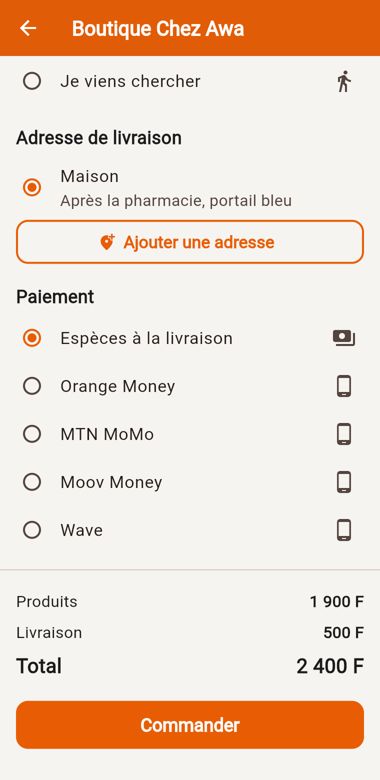 Boutique Chez Awa
Je viens chercher
Adresse de livraison
Maison
Après la pharmacie, portail bleu
Ajouter une adresse
Paiement
Espèces à la livraison
Orange Money
MTN MoMo
Moov Money
Wave
Produits 1 900 F
Livraison 500 F
Total 2 400 F
Commander